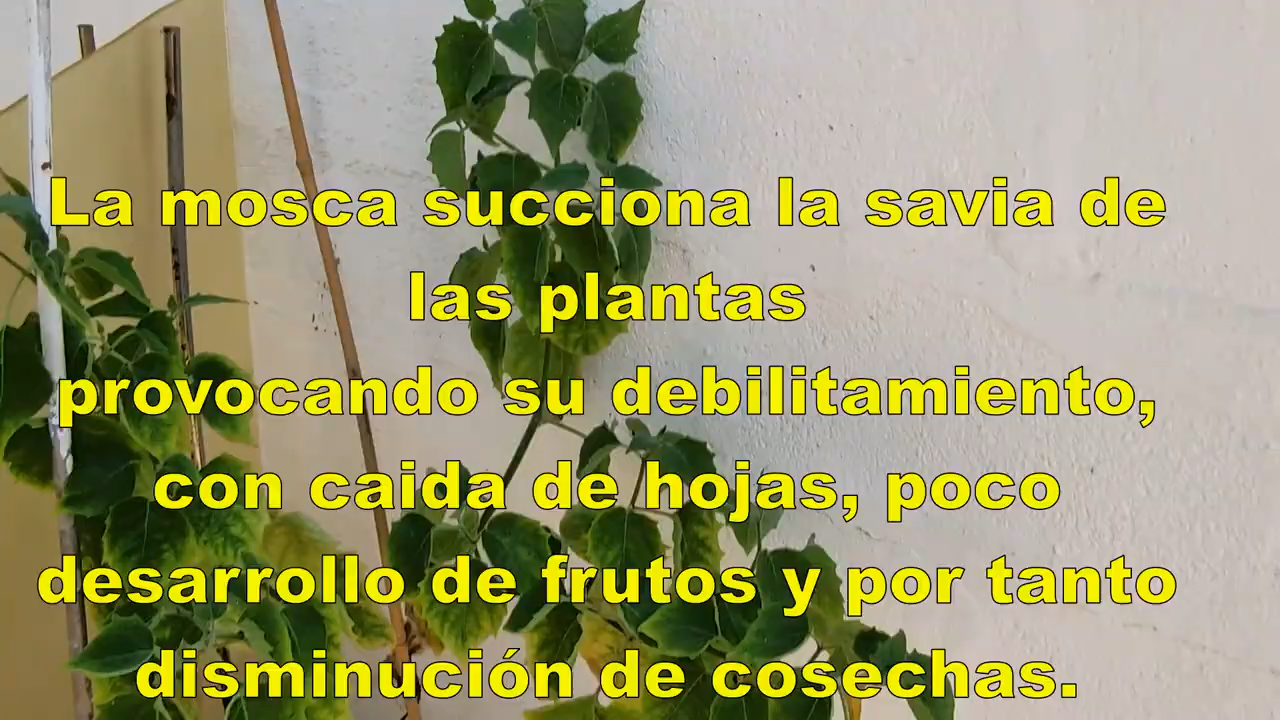 La mosca succiona la savia de
las plantas
provocando su debilitamiento,
con caida de hojas, poco
desarrollo de frutos y por tanto
disminución de cosechas.